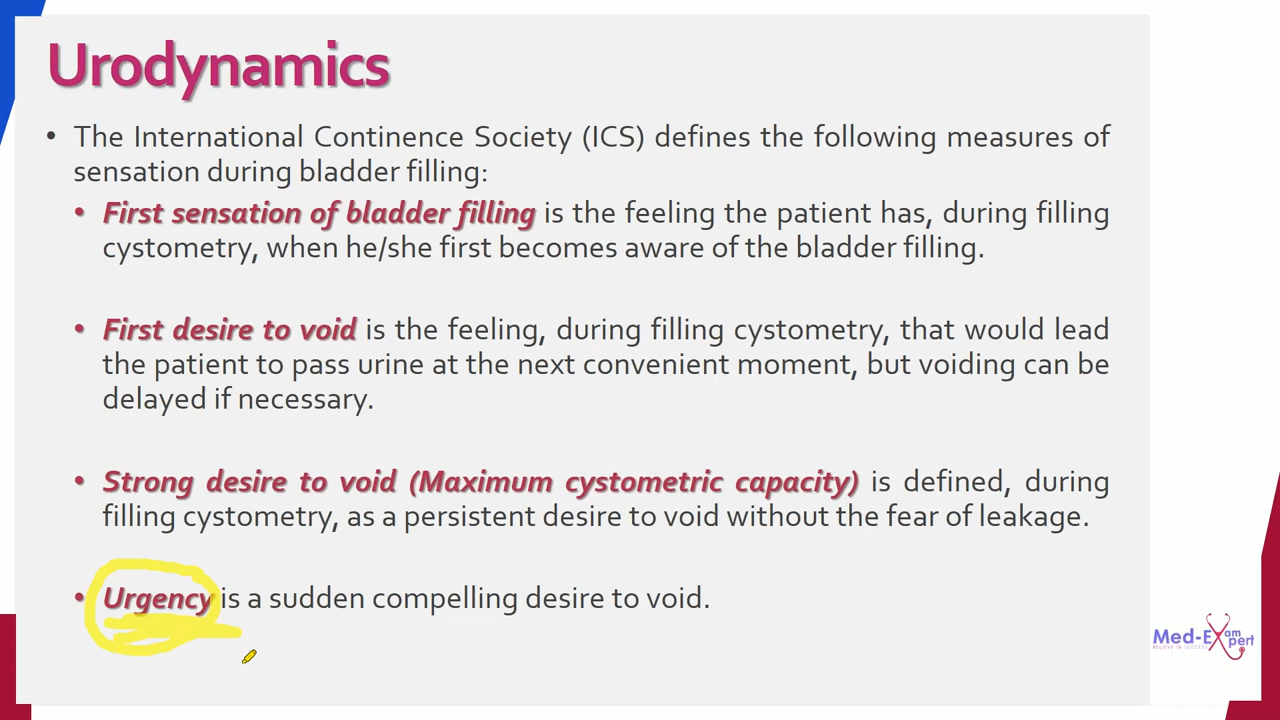 Urodynamics
• The International Continence Society (ICS) defines the following measures of
sensation during bladder filling:
• First sensation of bladder filling is the feeling the patient has, during filling
cystometry, when he/she first becomes aware of the bladder filling.
• First desire to void is the feeling, during filling cystometry, that would lead
the patient to pass urine at the next convenient moment, but voiding can be
delayed if necessary.
• Strong desire to void (Maximum cystometric capacity) is defined, during
filling cystometry, as a persistent desire to void without the fear of leakage.
• Urgency is a sudden compelling desire to void.
Med-Exam
pert
BELIEVE IN SUCCESS